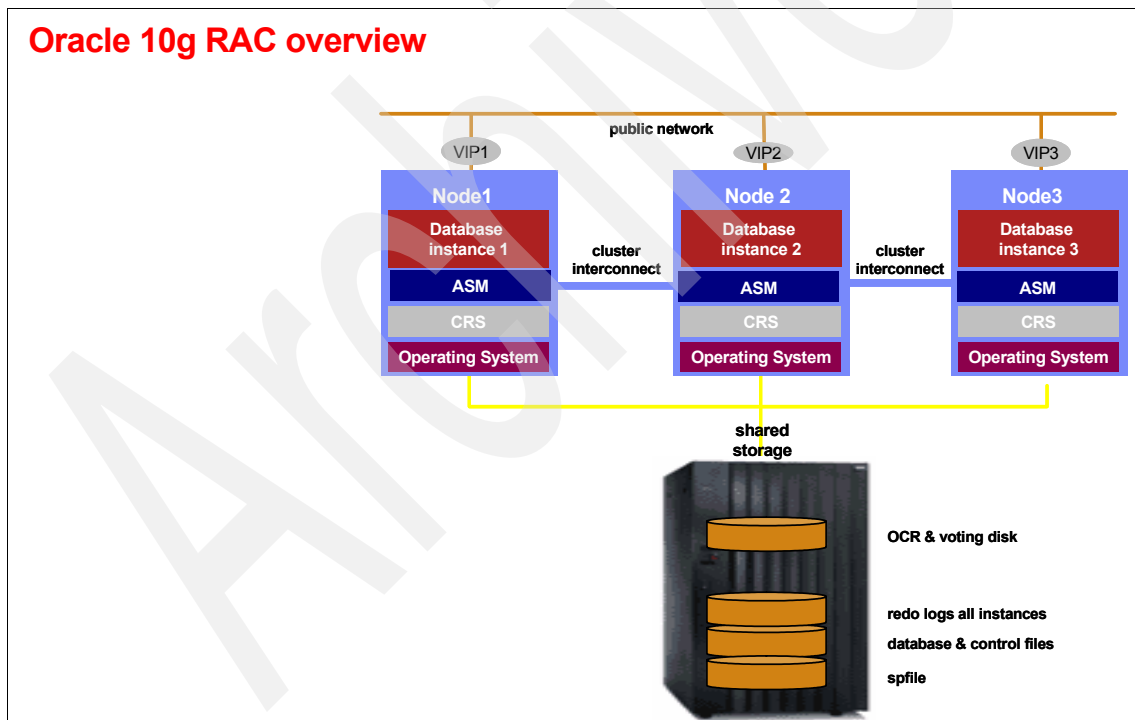 Oracle 10g RAC overview
public network
VIP1
VIP2
VIP3
Node1
Database
instance 1
ASM
CRS
Operating System
cluster
interconnect
Node 2
Database
instance 2
ASM
CRS
Operating System
cluster
interconnect
Node3
Database
instance 3
ASM
CRS
Operating System
shared
storage
OCR & voting disk
redo logs all instances
database & control files
spfile
Archive